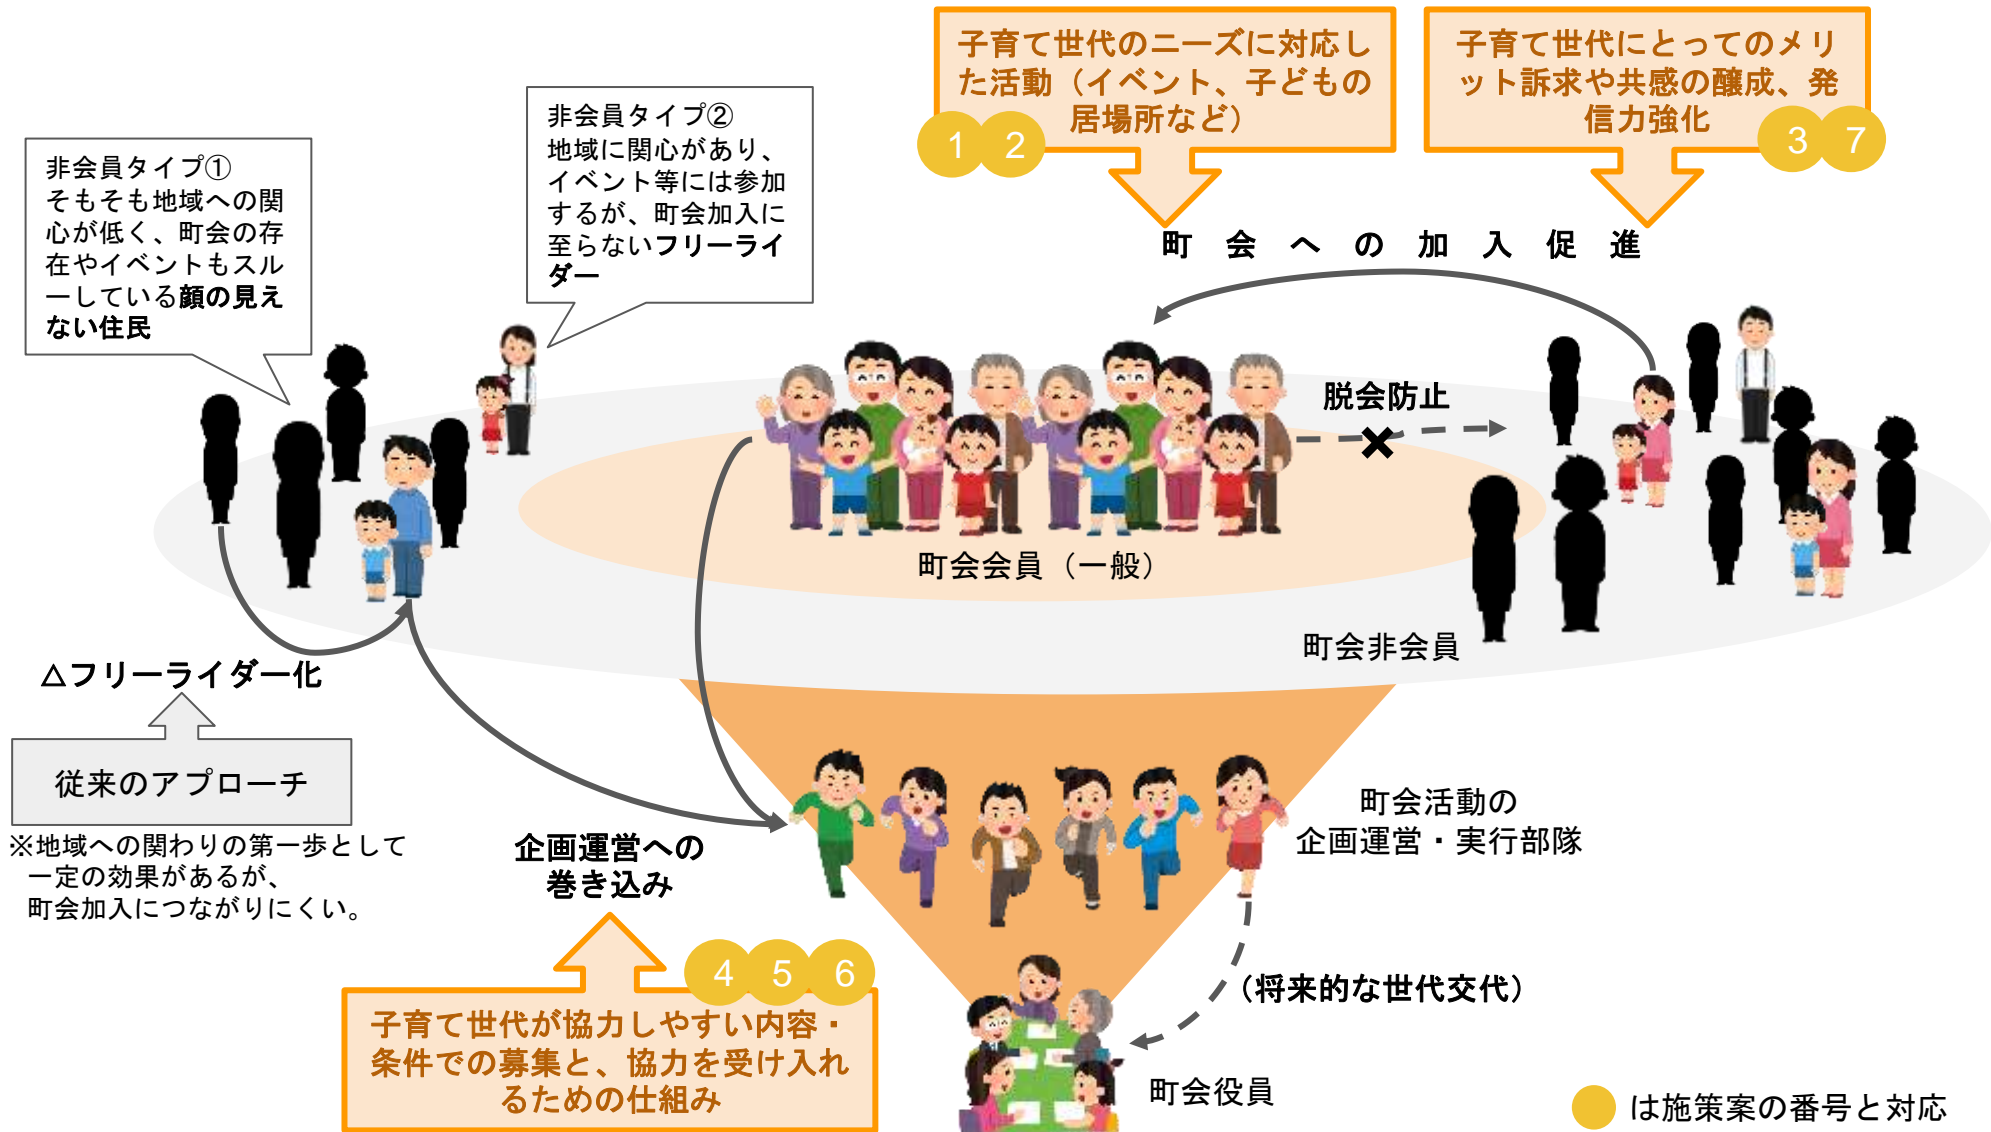 子育て世代のニーズに対応し
た活動（イベント、子どもの
居場所など）
1 2
子育て世代にとってのメリ
ット訴求や共感の醸成、発
信力強化
3 7
非会員タイプ①
そもそも地域への関
心が低く、町会の存
在やイベントもスル
ーしている顔の見え
ない住民
非会員タイプ②
地域に関心があり、
イベント等には参加
するが、町会加入に
至らないフリーライ
ダー
町会への加入促進
脱会防止
町会会員（一般）
町会非会員
△フリーライダー化
従来のアプローチ
※地域への関わりの第一歩として
一定の効果があるが、
町会加入につながりにくい。
企画運営への
巻き込み
町会活動の
企画運営・実行部隊
4 5 6
子育て世代が協力しやすい内容・
条件での募集と、協力を受け入れ
るための仕組み
（将来的な世代交代）
町会役員
は施策案の番号と対応